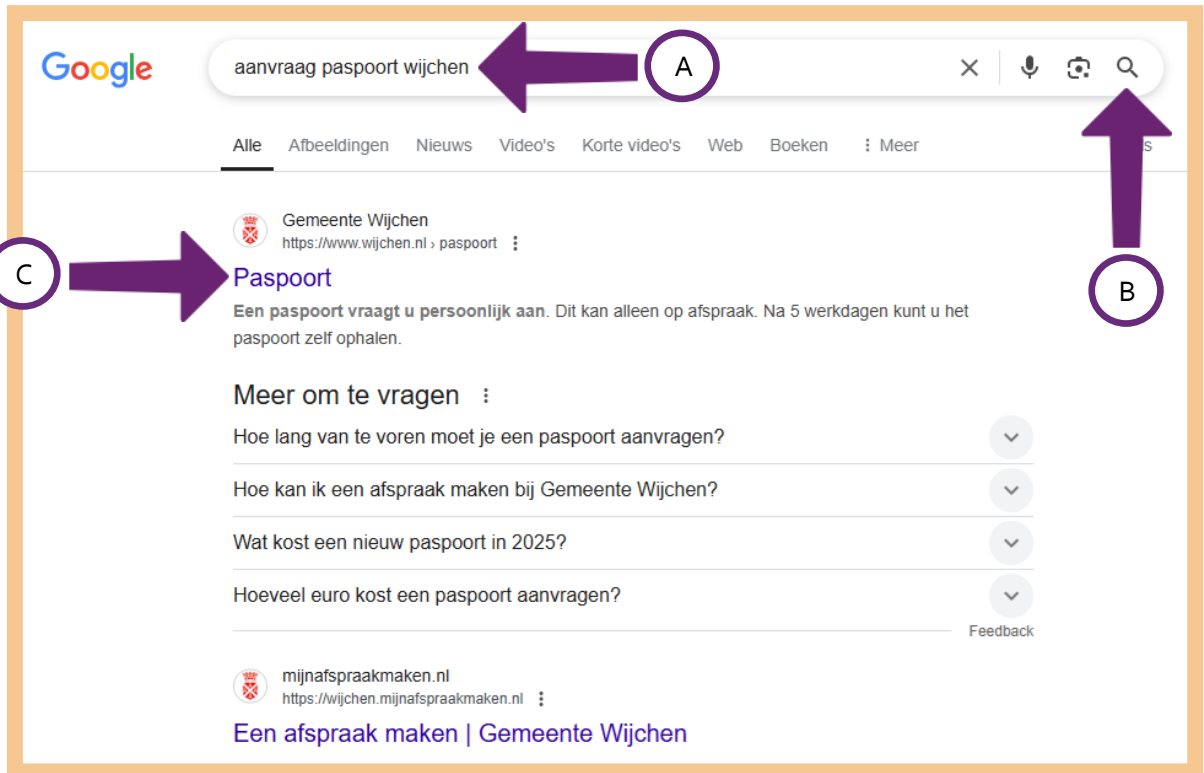 Google
aanvraag paspoort wijchen
A
Alle Afbeeldingen Nieuws Video's Korte video's Web Boeken Meer
Gemeente Wijchen
https://www.wijchen.nl › paspoort
C
Paspoort
B
Een paspoort vraagt u persoonlijk aan. Dit kan alleen op afspraak. Na 5 werkdagen kunt u het
paspoort zelf ophalen.
Meer om te vragen
Hoe lang van te voren moet je een paspoort aanvragen?
Hoe kan ik een afspraak maken bij Gemeente Wijchen?
Wat kost een nieuw paspoort in 2025?
Hoeveel euro kost een paspoort aanvragen?
Feedback
mijnafspraakmaken.nl
https://wijchen.mijnafspraakmaken.nl
Een afspraak maken | Gemeente Wijchen